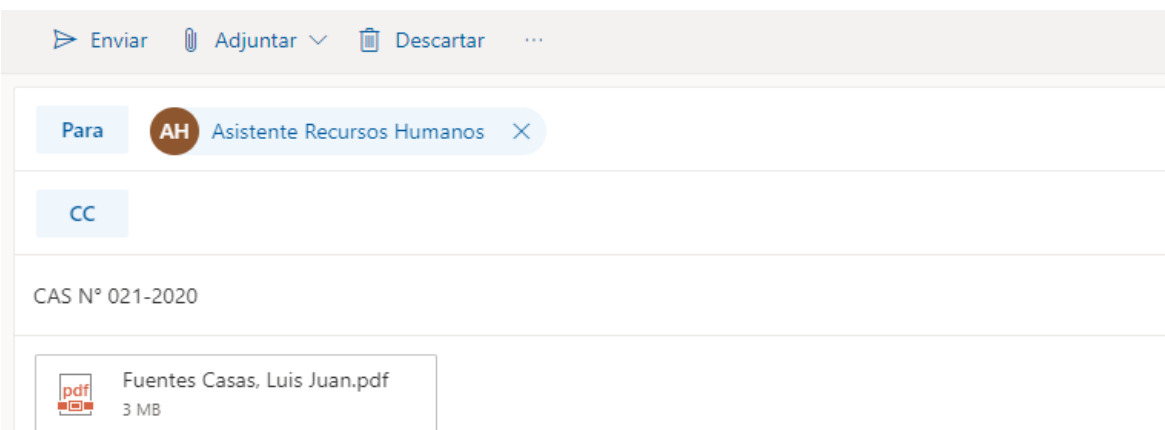 Enviar Adjuntar Descartar ...
Para AH Asistente Recursos Humanos
CC
CAS N° 021-2020
pdf Fuentes Casas, Luis Juan.pdf
3 MB